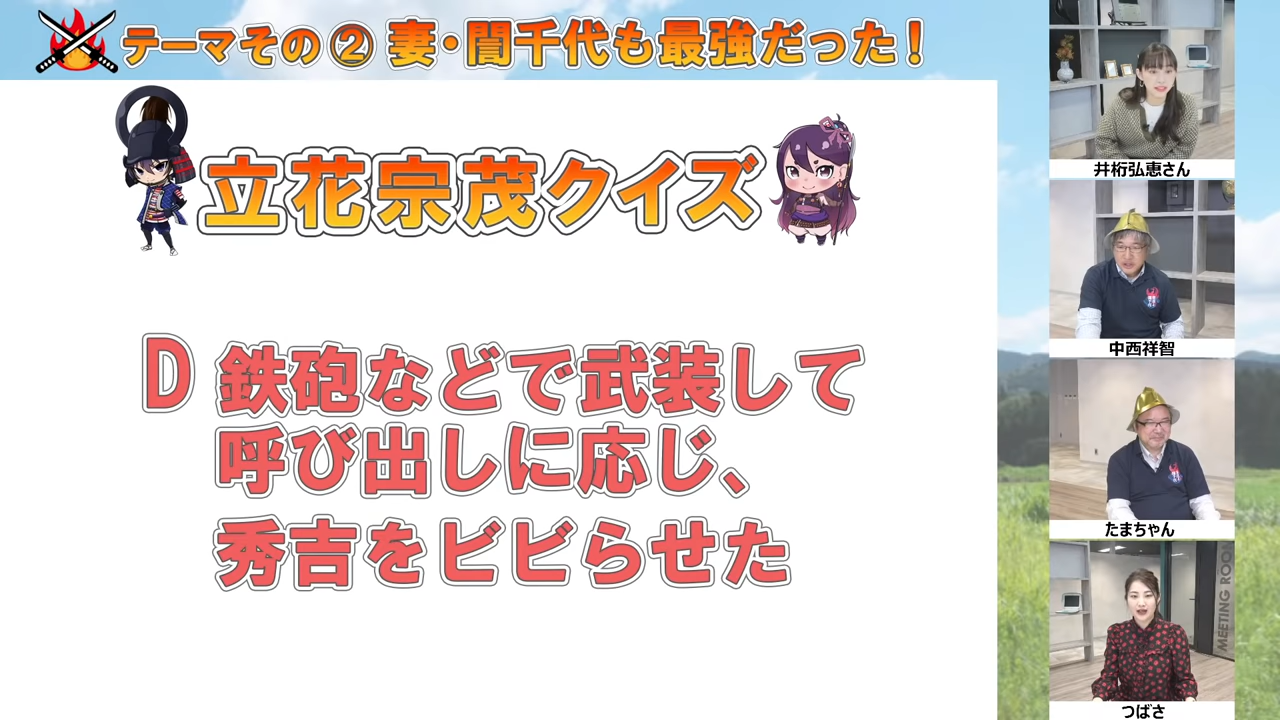 テーマその② 妻・誾千代も最強だった!
立花宗茂クイズ
D 鉄砲などで武装して
呼び出しに応じ、
秀吉をビビらせた
井桁弘恵さん
中西祥智
たまちゃん
MEETING ROOM
つばさ